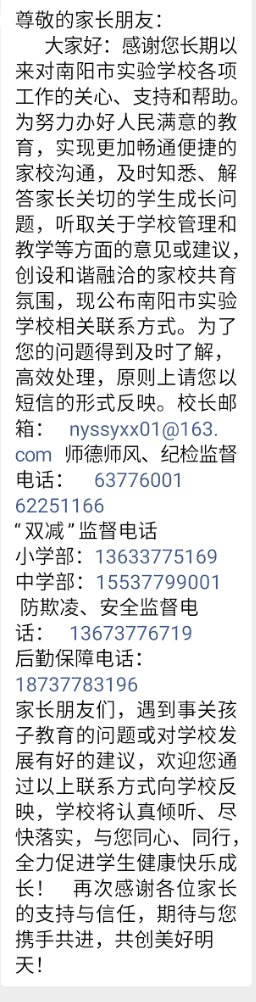 尊敬的家长朋友：
大家好：感谢您长期以
来对南阳市实验学校各项
工作的关心、支持和帮助。
为努力办好人民满意的教
育，实现更加畅通便捷的
家校沟通，及时知悉、解
答家长关切的学生成长问
题，听取关于学校管理和
教学等方面的意见或建议，
创设和谐融洽的家校共育
氛围，现公布南阳市实验
学校相关联系方式。为了
您的问题得到及时了解，
高效处理，原则上请您以
短信的形式反映。校长邮
箱： nyssyxx01@163.
com 师德师风、纪检监督
电话： 63776001
62251166
“双减”监督电话
小学部：13633775169
中学部：15537799001
防欺凌、安全监督电
话： 13673776719
后勤保障电话：
18737783196
家长朋友们，遇到事关孩
子教育的问题或对学校发
展有好的建议，欢迎您通
过以上联系方式向学校反
映，学校将认真倾听、尽
快落实，与您同心、同行，
全力促进学生健康快乐成
长！ 再次感谢各位家长
的支持与信任，期待与您
携手共进，共创美好明
天！